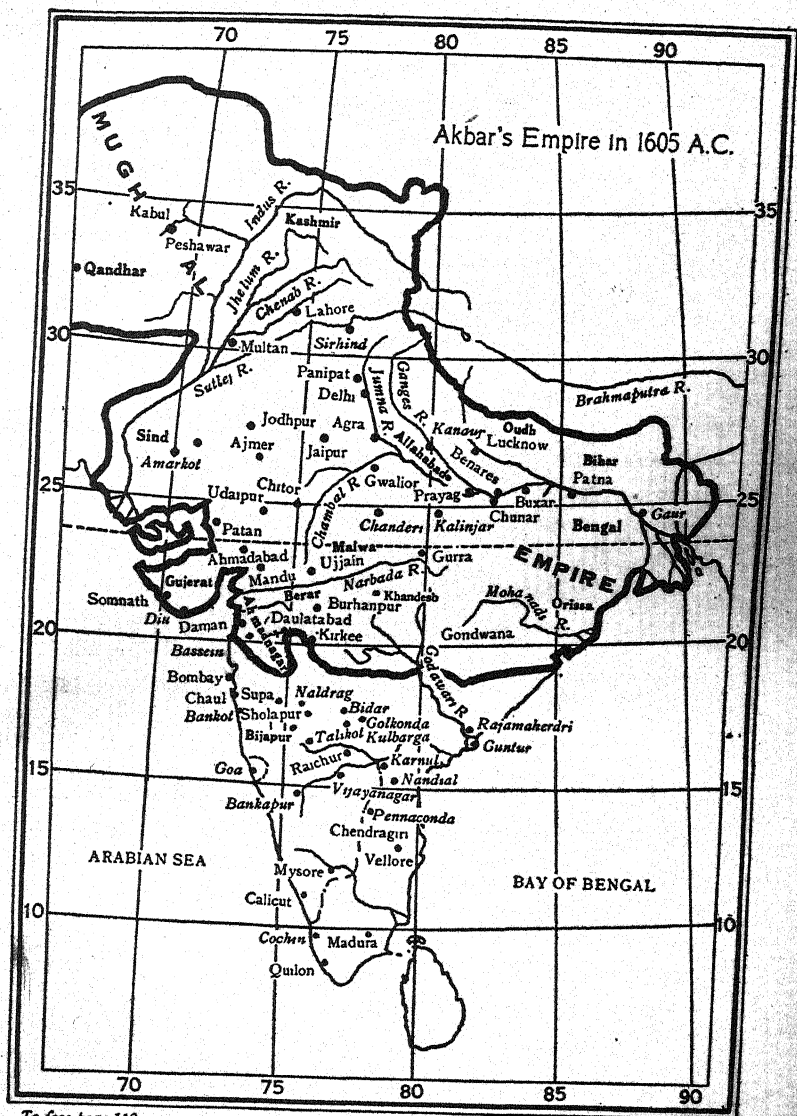 70 75 80 85 90
Akbar's Empire in 1605 A.C.
MUGHAL
35 35
Indus R.
Kabul
Kashmir
Peshawar
Qandhar
Jhelum R.
Chenab R.
Lahore
30 30
Multan
Sirhind
Sutlej R.
Panipat
Delhi
Jumna R.
Ganges R.
Brahmaputra R.
Jodhpur
Agra
Kanauj
Oudh
Lucknow
Sind
Ajmer
Jaipur
Allahabad
Benares
Bihar
Amarkot
Patna
25 25
Chitor
Gwalior
Udaipur
Chambal R
Prayag
Buxar
Gaur
Chunar
Patan
Chanderi
Kalinjar
Bengal
Malwa
EMPIRE
Ahmadabad
Ujjain
Gurra
Mandu
Narbada R.
Gujerat
Berar
Khandesh
Mohanadi R.
Somnath
Burhanpur
Orissa
Diu
Daman
Ahmadnagar
Daulatabad
20 20
Kirkee
Gondwana
Bassein
Godawari R
Bombay
Chaul
Supa
Naldrag
Bidar
Bankot
Sholapur
Golkonda
Rajamaherdri
Bijapur
Talikot
Kulbarga
Guntur
Raichur
Karnul
Goa
15 15
Nandial
Bankapur
Vijayanagar
Pennaconda
Chendragiri
ARABIAN SEA
Vellore
Mysore
BAY OF BENGAL
Calicut
10 10
Cochin
Madura
Quilon
70 75 80 85 90
To face page